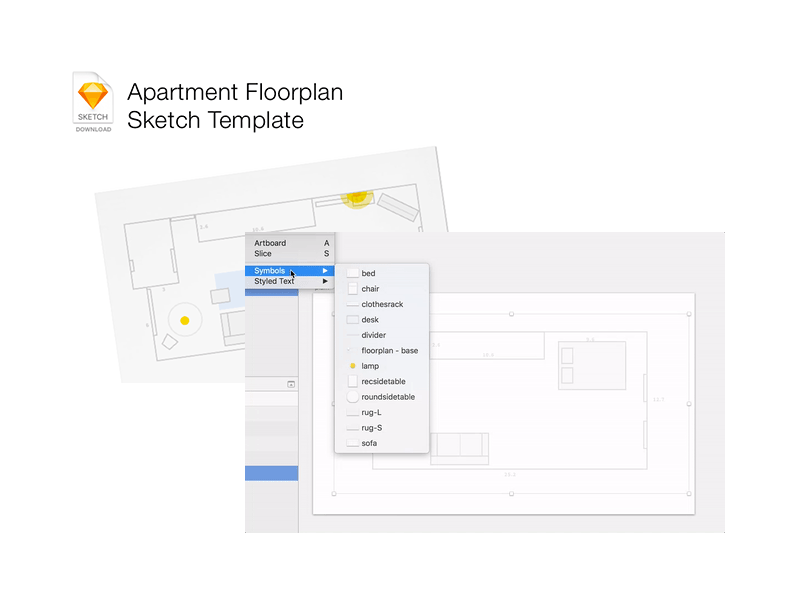 SKETCH
DOWNLOAD
Apartment Floorplan
Sketch Template
Artboard A
Slice S
Symbols
Styled Text
bed
chair
clothesrack
desk
divider
floorplan - base
lamp
recsidetable
roundsidetable
rug-L
rug-S
sofa